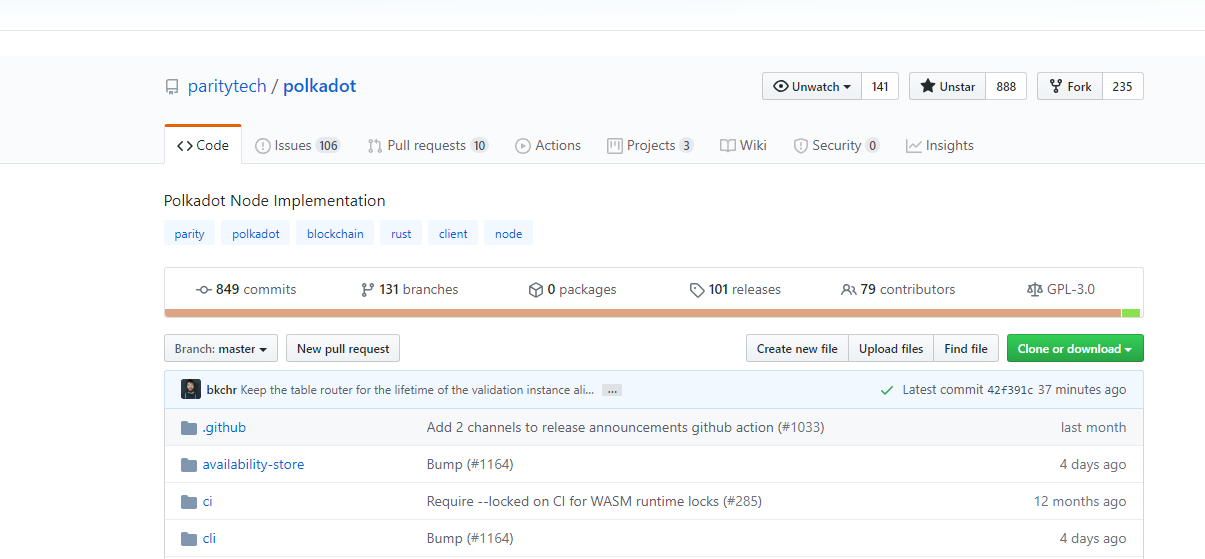 paritytech / polkadot
Unwatch 141 Unstar 888 Fork 235
Code Issues 106 Pull requests 10 Actions Projects 3 Wiki Security 0 Insights
Polkadot Node Implementation
parity polkadot blockchain rust client node
849 commits 131 branches 0 packages 101 releases 79 contributors GPL-3.0
Branch: master New pull request Create new file Upload files Find file Clone or download
bkchr Keep the table router for the lifetime of the validation instance ali... ... Latest commit 42f391c 37 minutes ago
.github Add 2 channels to release announcements github action (#1033) last month
availability-store Bump (#1164) 4 days ago
ci Require --locked on CI for WASM runtime locks (#285) 12 months ago
cli Bump (#1164) 4 days ago